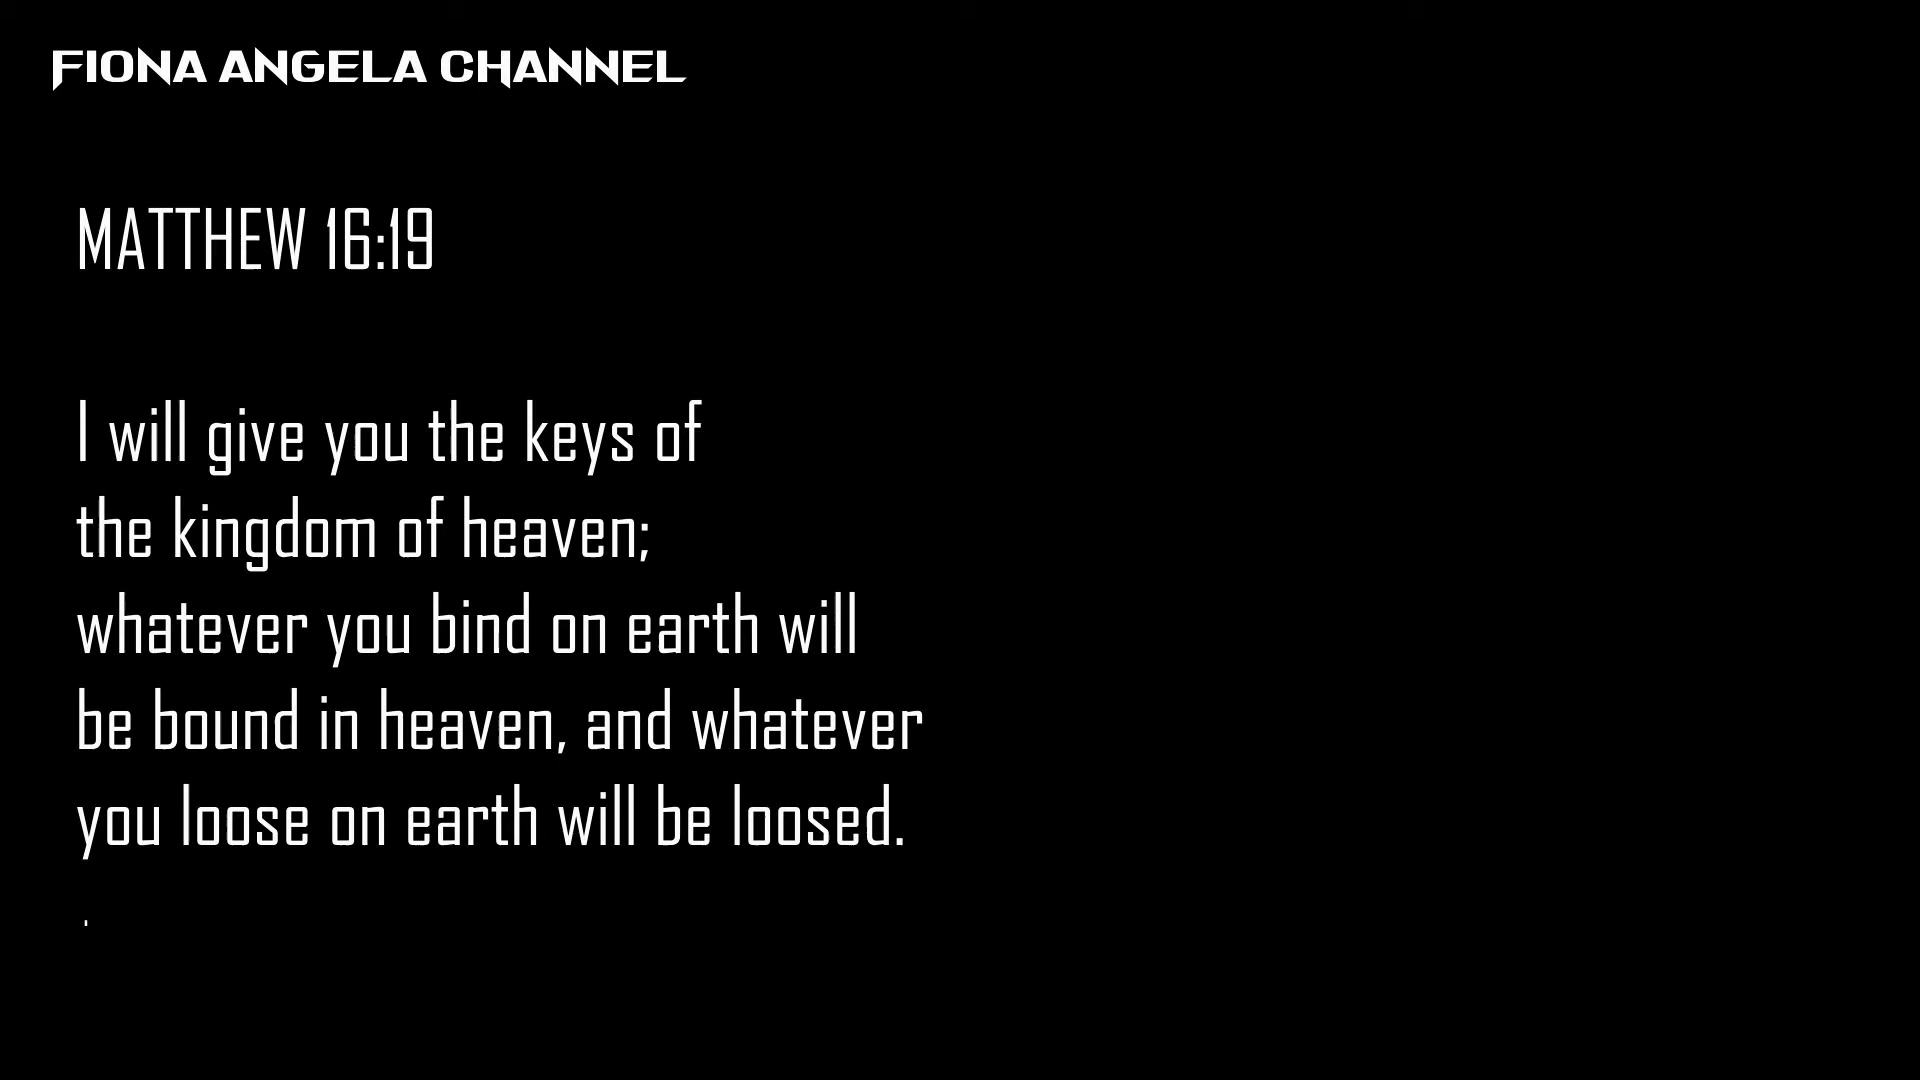 FIONA ANGELA CHANNEL
MATTHEW 16:19
I will give you the keys of
the kingdom of heaven;
whatever you bind on earth will
be bound in heaven, and whatever
you loose on earth will be loosed.
.